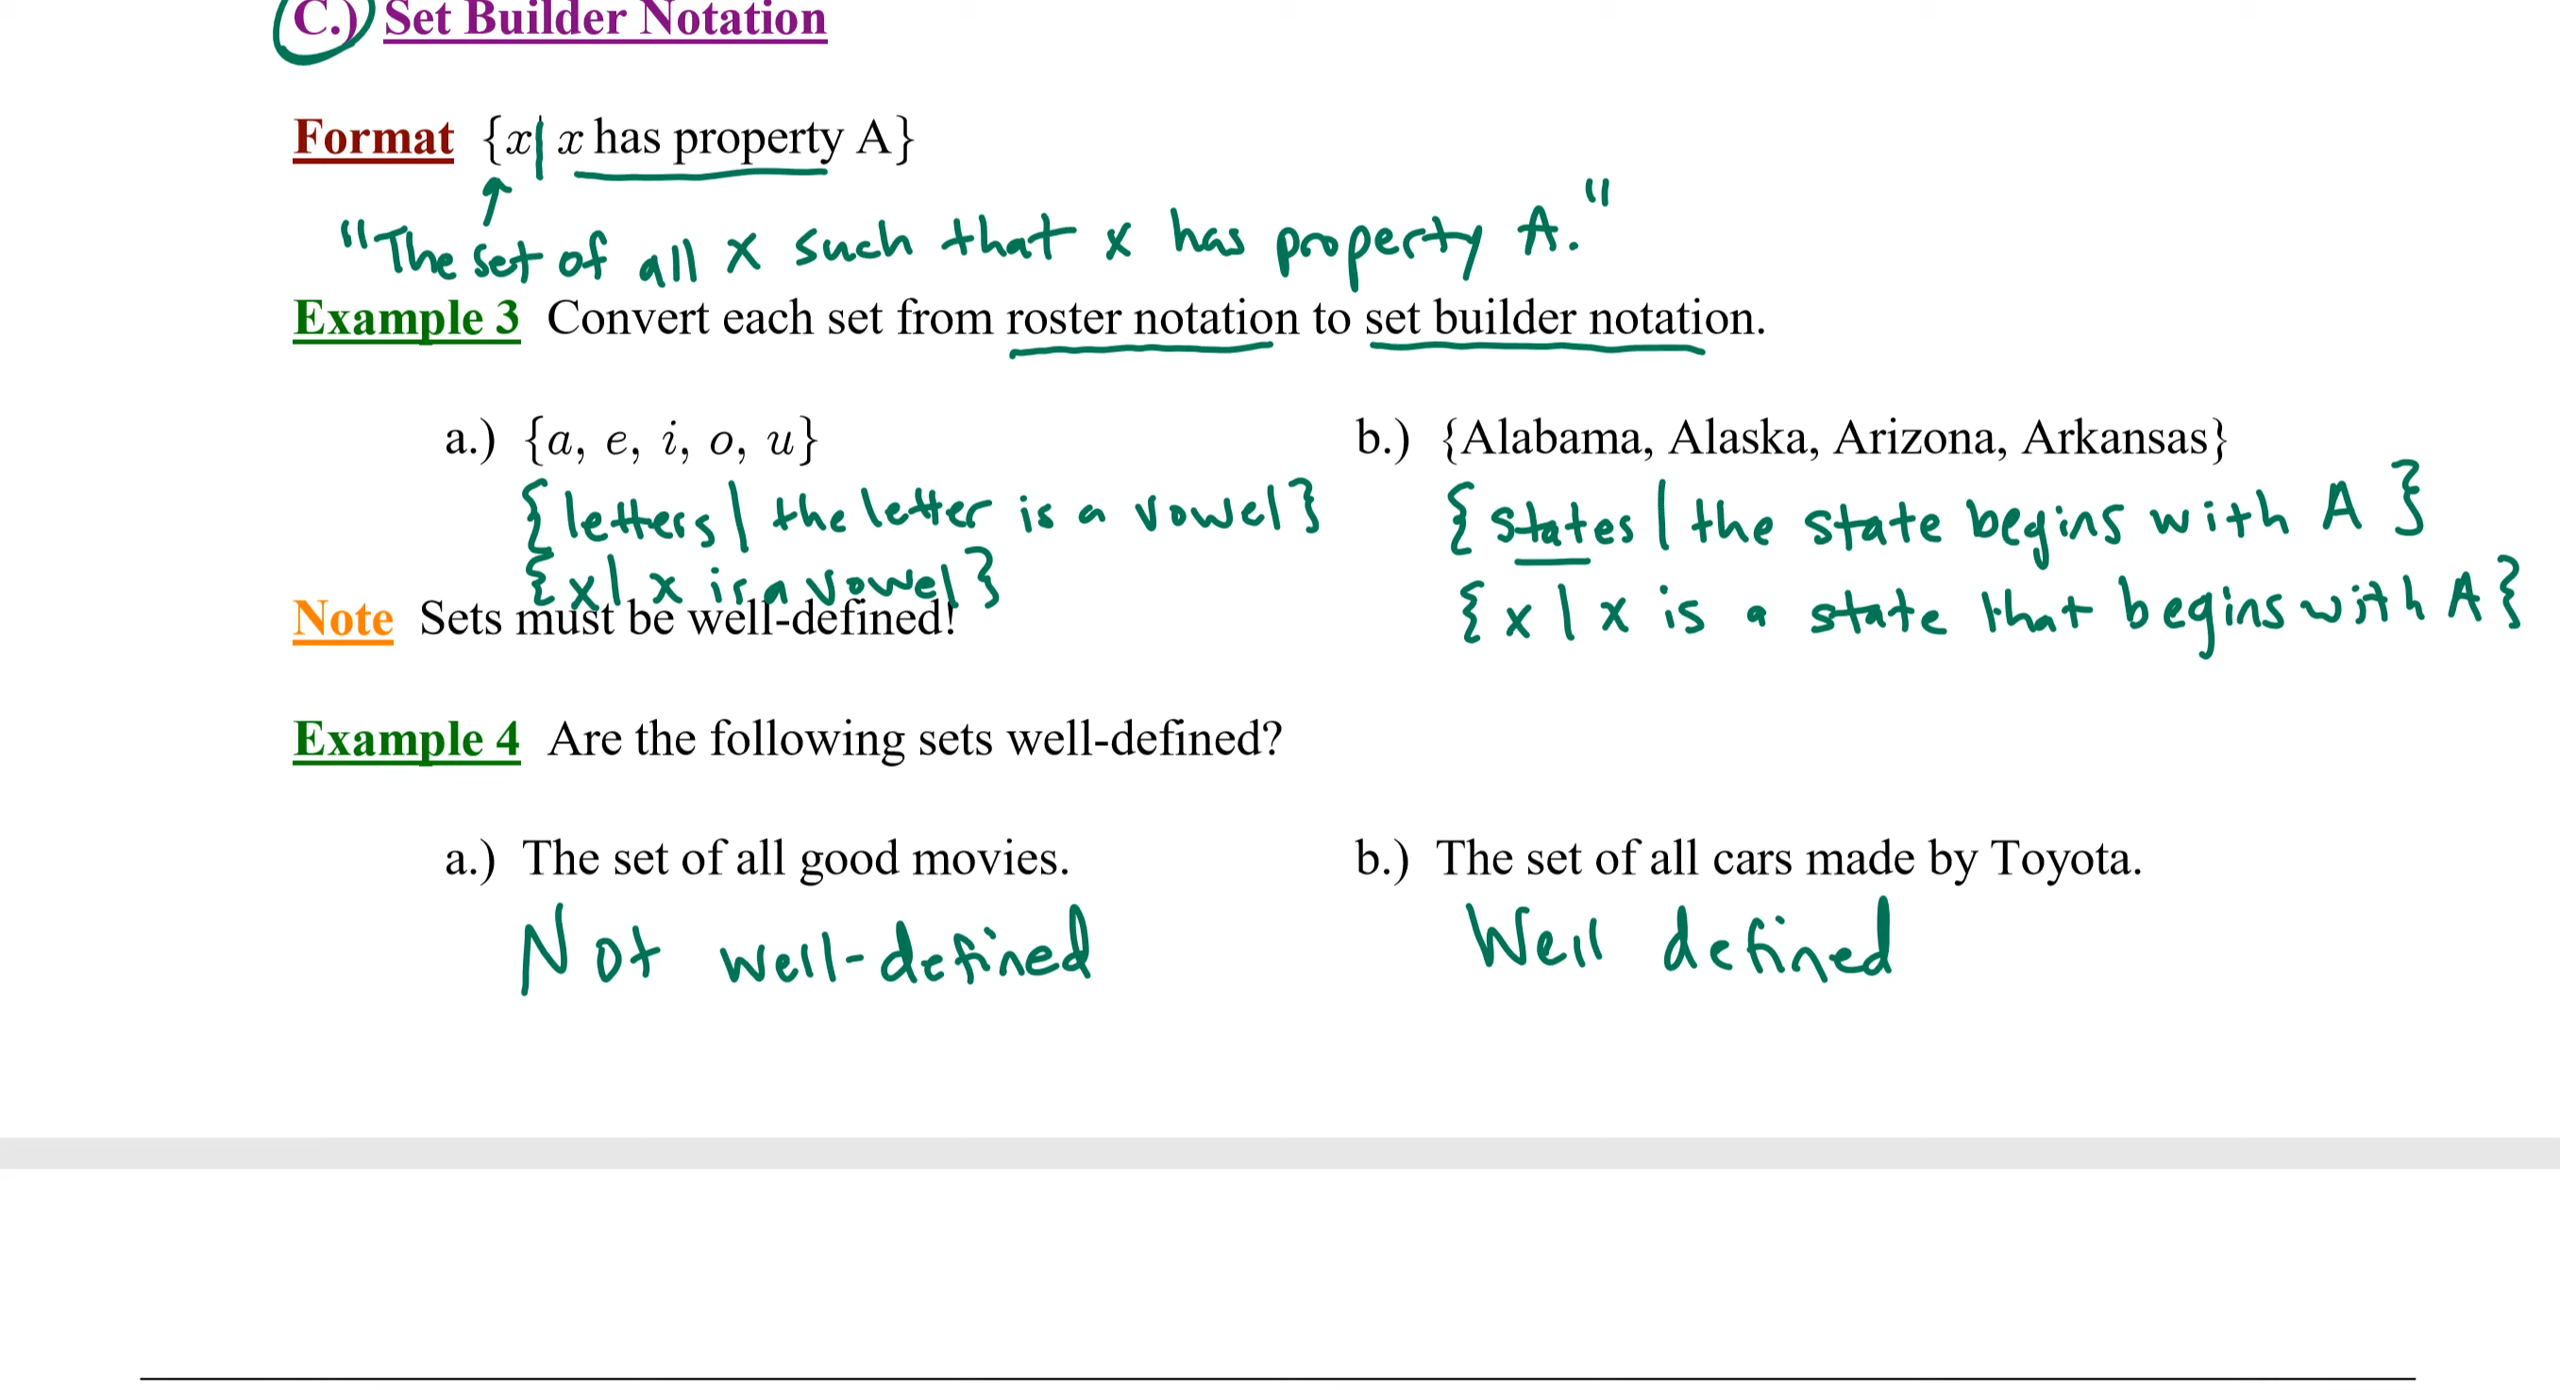 C.) Set Builder Notation
Format {x| x has property A}
"The set of all x such that x has property A."
Example 3 Convert each set from roster notation to set builder notation.
a.) {a, e, i, o, u} b.) {Alabama, Alaska, Arizona, Arkansas}
{letters | the letter is a vowel} {states | the state begins with A}
{x | x is a vowel} {x | x is a state that begins with A}
Note Sets must be well-defined!
Example 4 Are the following sets well-defined?
a.) The set of all good movies. b.) The set of all cars made by Toyota.
Not well-defined Well defined